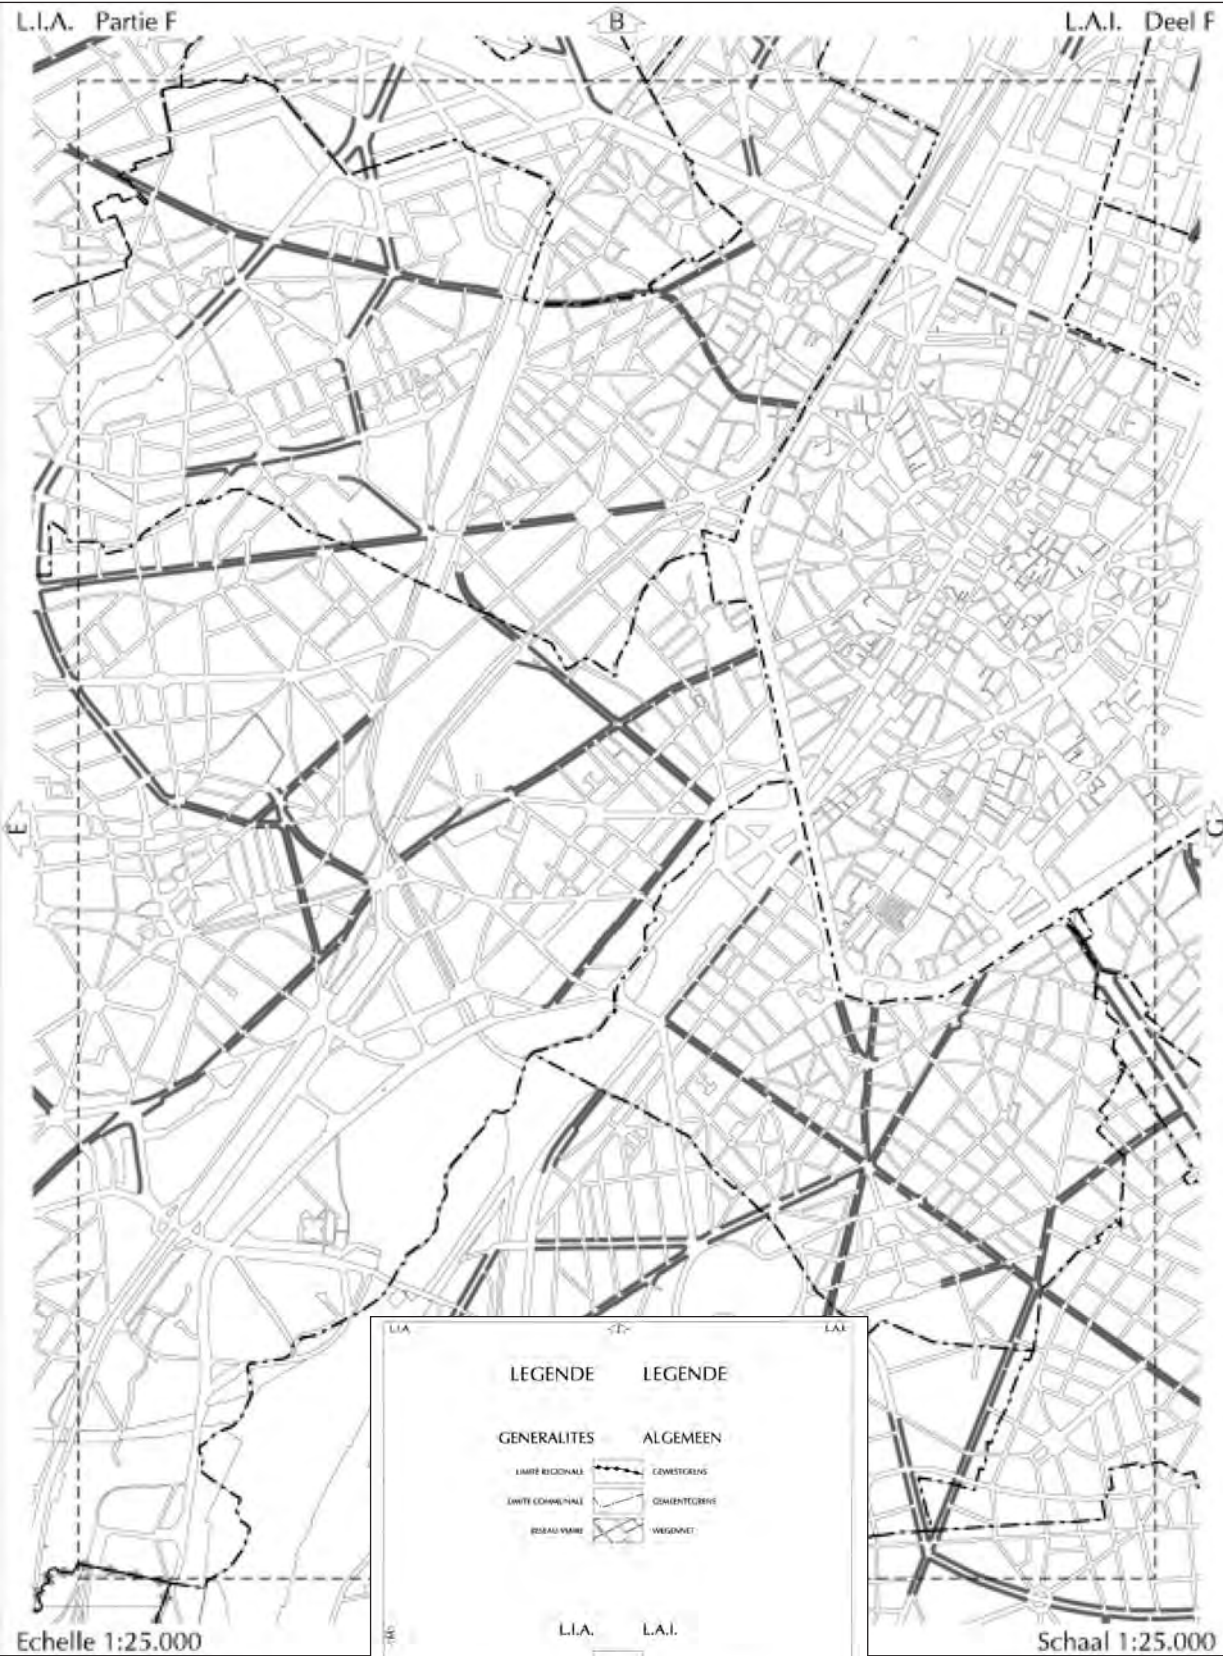 L.I.A. Partie F
B
L.A.I. Deel F
E
G
L.I.A.
L.A.I.
LEGENDE LEGENDE
GENERALITES ALGEMEEN
LIMITE REGIONALE GEWESTGRENS
LIMITE COMMUNALE GEMEENTEGRENS
RESEAU VIAIRE WEGENNET
L.I.A. L.A.I.
Echelle 1:25.000
Schaal 1:25.000